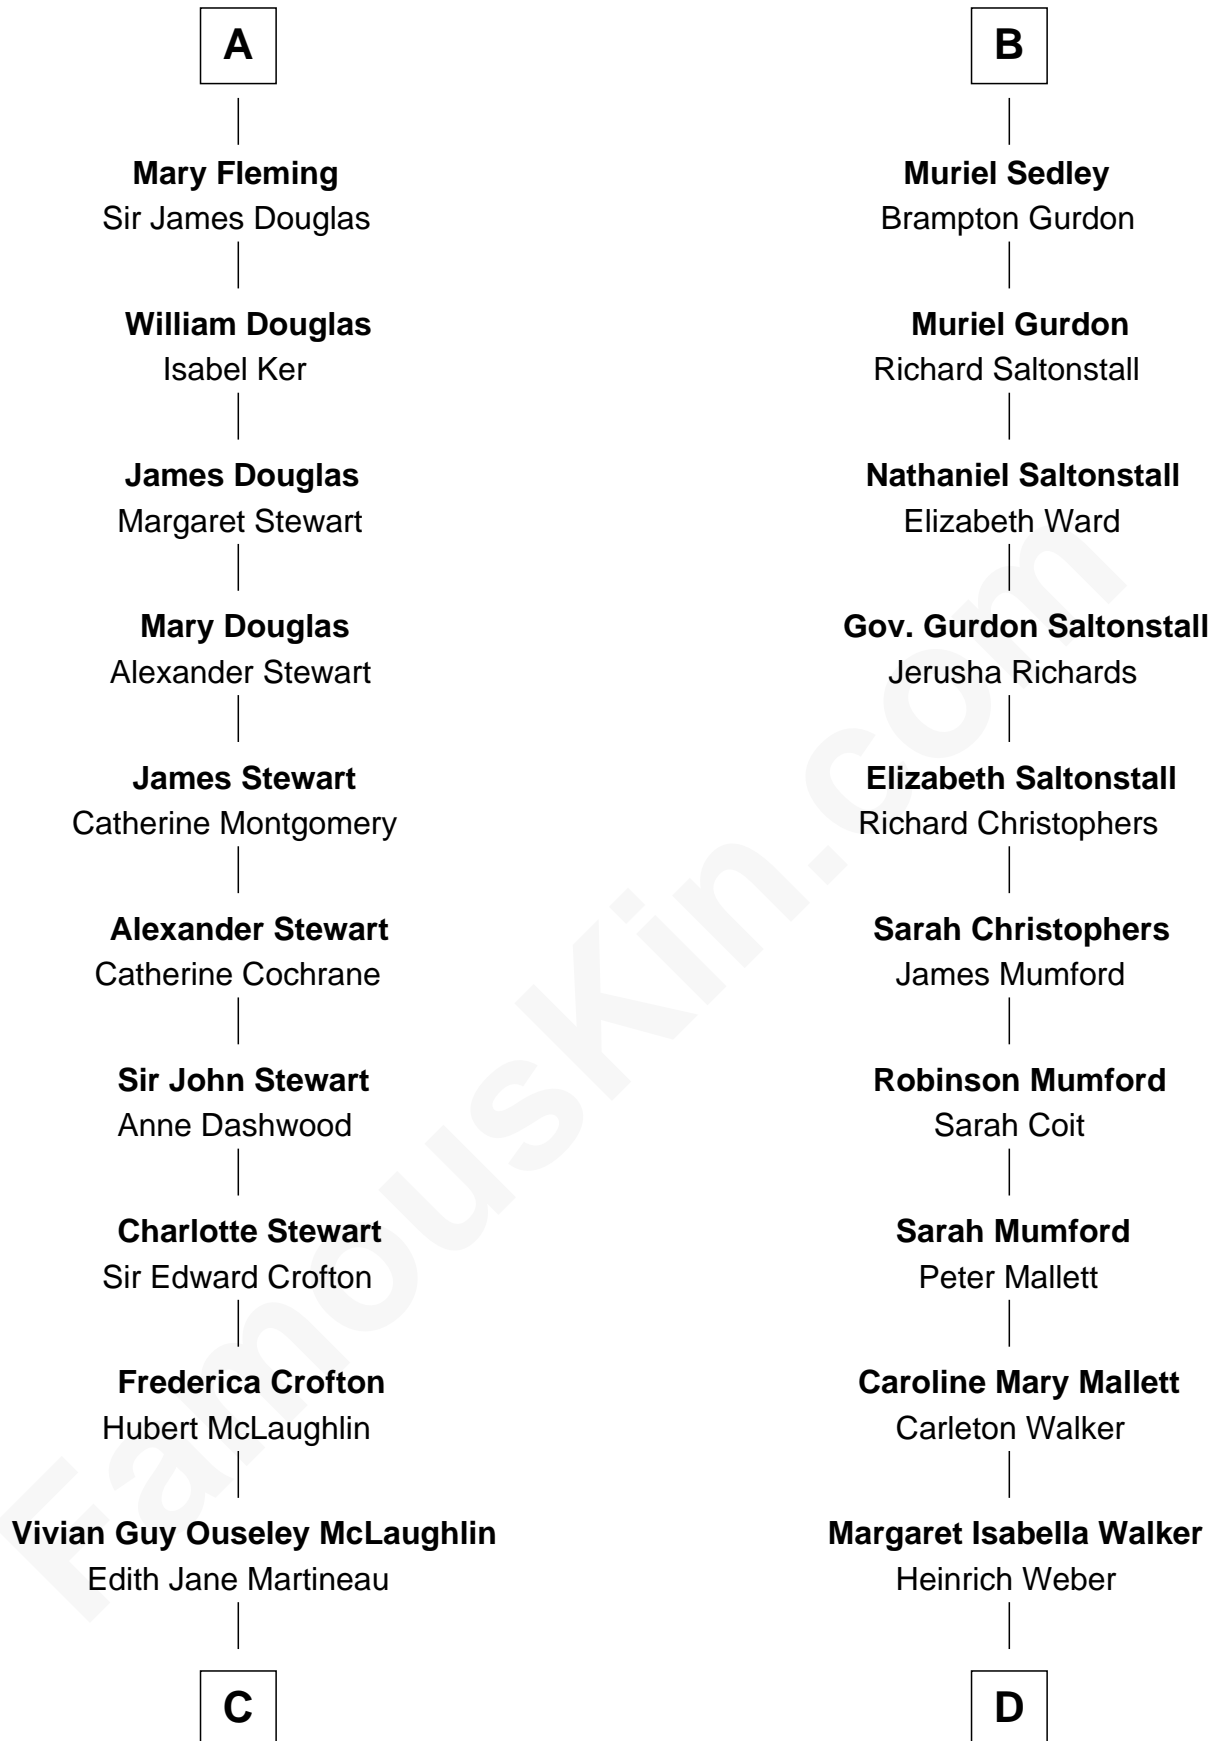 A
Mary Fleming
Sir James Douglas
William Douglas
Isabel Ker
James Douglas
Margaret Stewart
Mary Douglas
Alexander Stewart
James Stewart
Catherine Montgomery
Alexander Stewart
Catherine Cochrane
Sir John Stewart
Anne Dashwood
Charlotte Stewart
Sir Edward Crofton
Frederica Crofton
Hubert McLaughlin
Vivian Guy Ouseley McLaughlin
Edith Jane Martineau
C
B
Muriel Sedley
Brampton Gurdon
Muriel Gurdon
Richard Saltonstall
Nathaniel Saltonstall
Elizabeth Ward
Gov. Gurdon Saltonstall
Jerusha Richards
Elizabeth Saltonstall
Richard Christophers
Sarah Christophers
James Mumford
Robinson Mumford
Sarah Coit
Sarah Mumford
Peter Mallett
Caroline Mary Mallett
Carleton Walker
Margaret Isabella Walker
Heinrich Weber
D
FamousKin.com